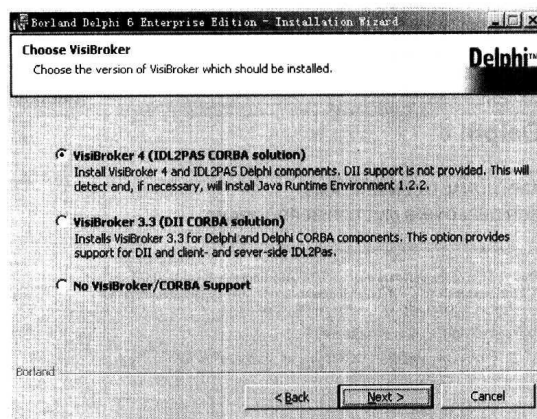 Borland Delphi 6 Enterprise Edition - Installation Wizard
Choose VisiBroker
Choose the version of VisiBroker which should be installed.
Delphi™
VisiBroker 4 (IDL2PAS CORBA solution)
Install VisiBroker 4 and IDL2PAS Delphi components. DII support is not provided. This will
detect and, if necessary, will install Java Runtime Environment 1.2.2.
VisiBroker 3.3 (DII CORBA solution)
Installs VisiBroker 3.3 for Delphi and Delphi CORBA components. This option provides
support for DII and client- and sever-side IDL2Pas.
No VisiBroker/CORBA Support
Borland
< Back
Next >
Cancel